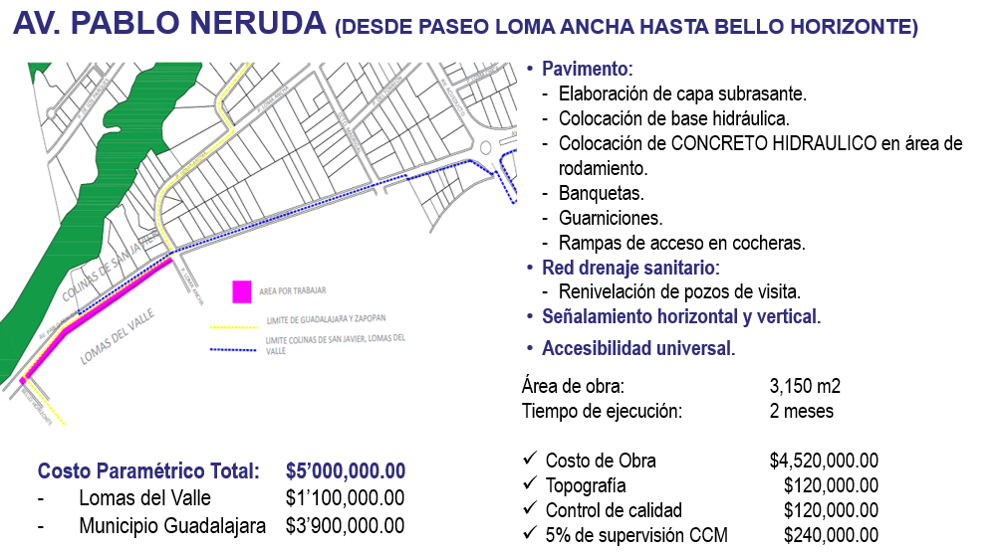 AV. PABLO NERUDA (DESDE PASEO LOMA ANCHA HASTA BELLO HORIZONTE)
P. LOMA ANCHA
COLINAS DE SAN JAVIER
P. LOMA ANCHA
LOMAS DEL VALLE
AREA POR TRABAJAR
LIMITE DE GUADALAJARA Y ZAPOPAN
LIMITE COLINAS DE SAN JAVIER, LOMAS DEL
VALLE
• Pavimento:
- Elaboración de capa subrasante.
- Colocación de base hidráulica.
- Colocación de CONCRETO HIDRAULICO en área de
rodamiento.
- Banquetas.
- Guarniciones.
- Rampas de acceso en cocheras.
• Red drenaje sanitario:
- Renivelación de pozos de visita.
• Señalamiento horizontal y vertical.
• Accesibilidad universal.
Área de obra: 3,150 m2
Tiempo de ejecución: 2 meses
✓ Costo de Obra $4,520,000.00
✓ Topografía $120,000.00
✓ Control de calidad $120,000.00
✓ 5% de supervisión CCM $240,000.00
Costo Paramétrico Total: $5’000,000.00
- Lomas del Valle $1’100,000.00
- Municipio Guadalajara $3’900,000.00